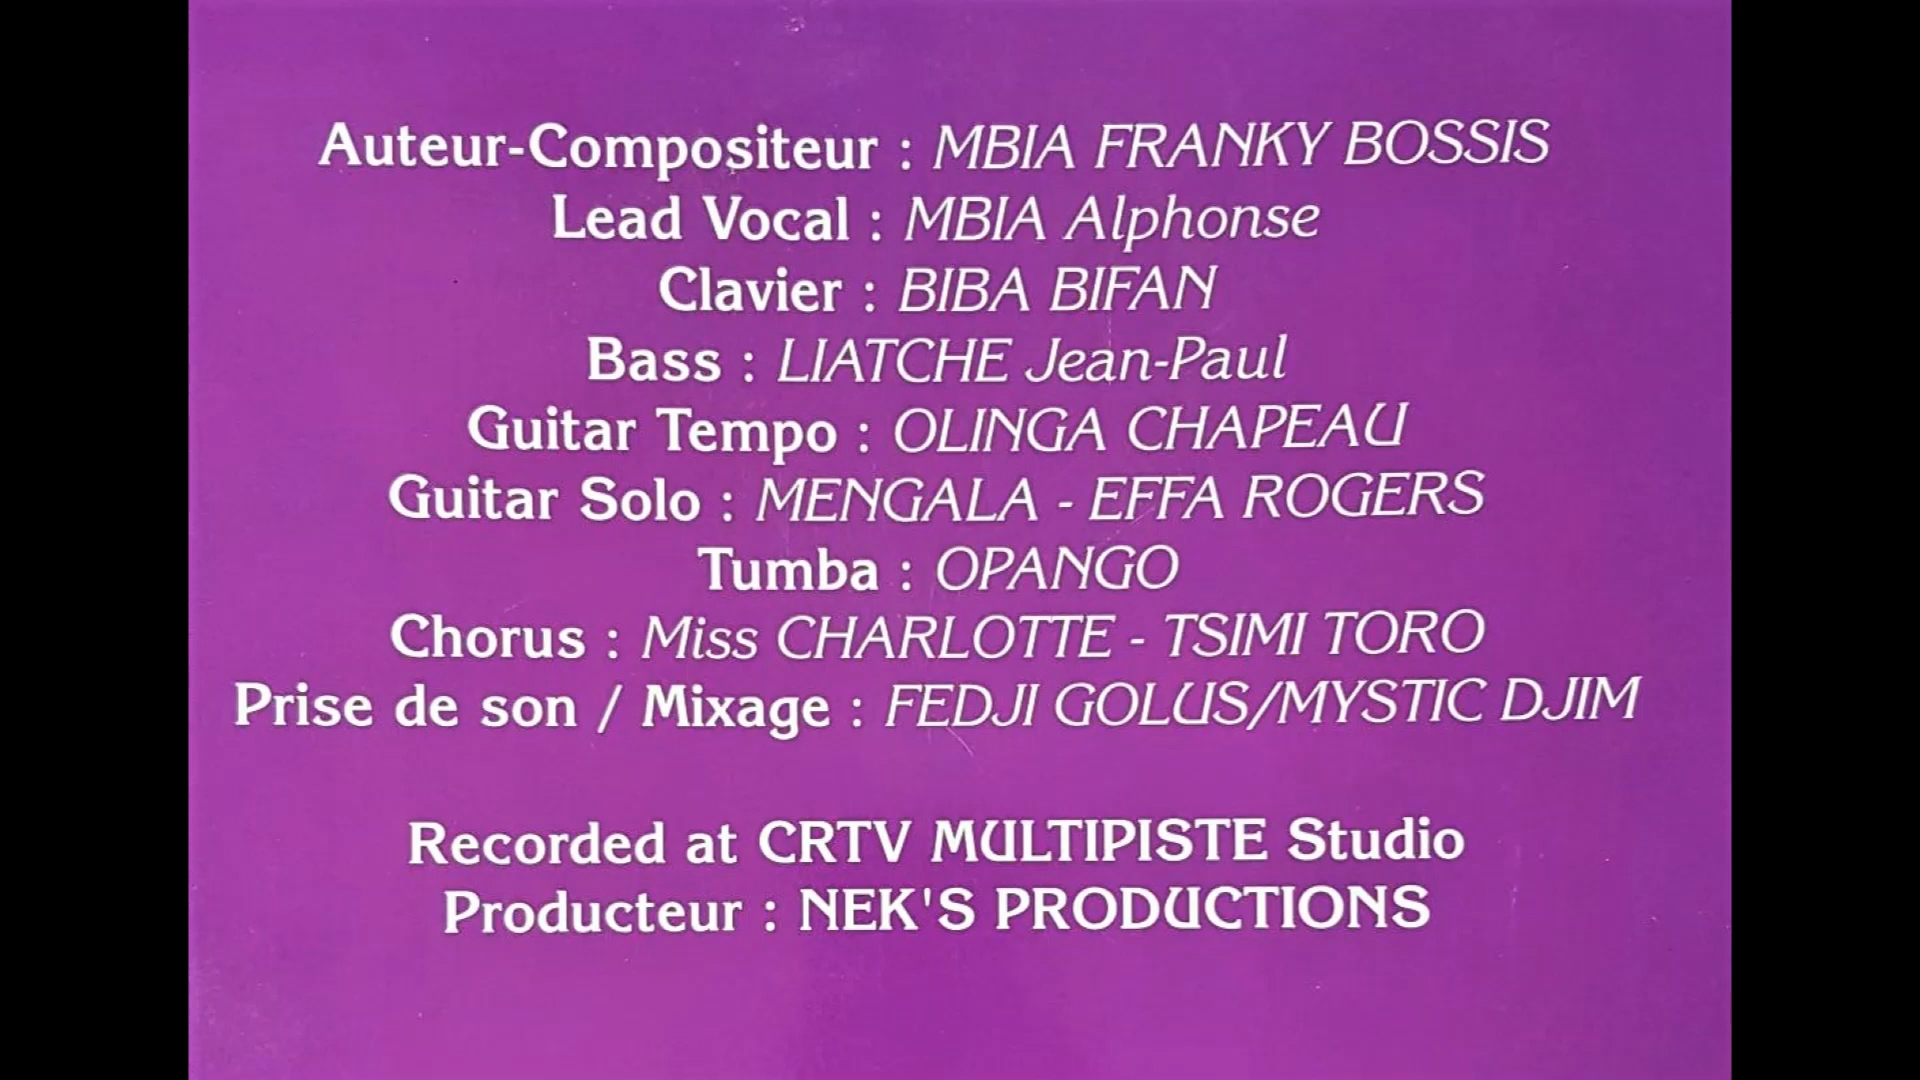 Auteur-Compositeur : MBIA FRANKY BOSSIS
Lead Vocal : MBIA Alphonse
Clavier : BIBA BIFAN
Bass : LIATCHE Jean-Paul
Guitar Tempo : OLINGA CHAPEAU
Guitar Solo : MENGALA - EFFA ROGERS
Tumba : OPANGO
Chorus : Miss CHARLOTTE - TSIMI TORO
Prise de son / Mixage : FEDJI GOLUS/MYSTIC DJIM
Recorded at CRTV MULTIPISTE Studio
Producteur : NEK'S PRODUCTIONS